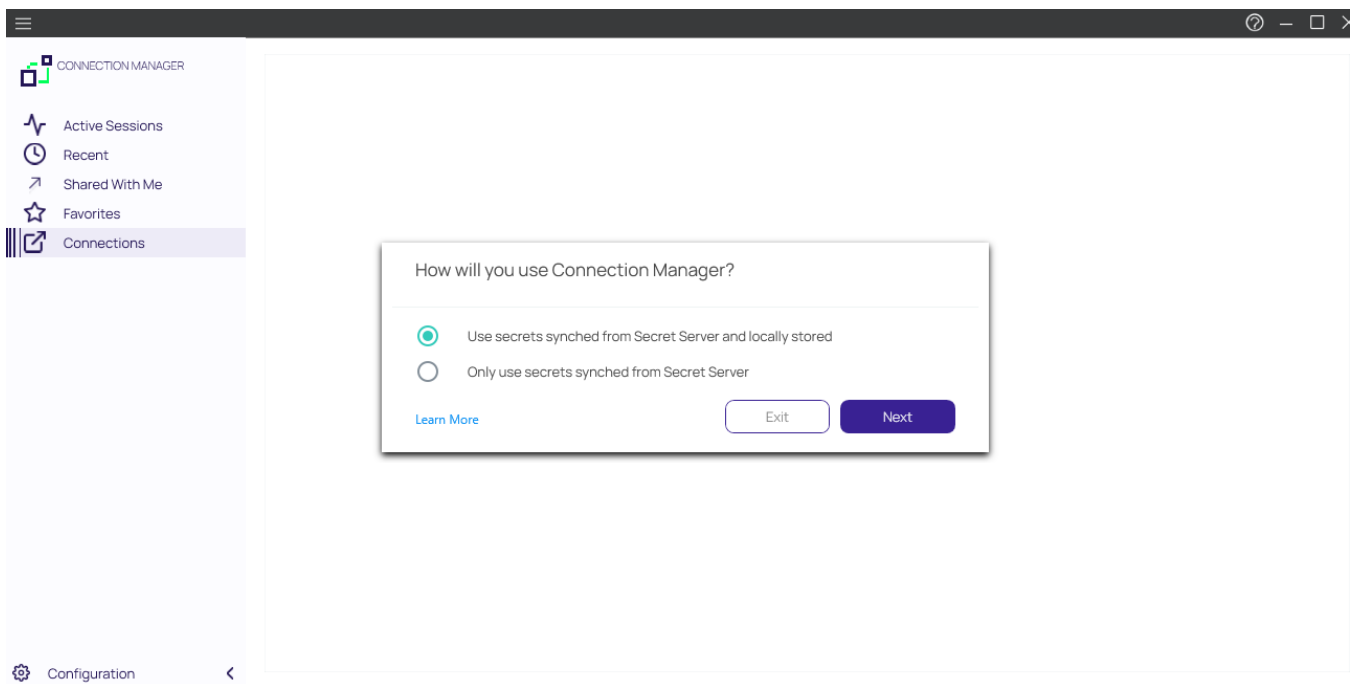 CONNECTION MANAGER
Active Sessions
Recent
Shared With Me
Favorites
Connections
How will you use Connection Manager?
Use secrets synched from Secret Server and locally stored
Only use secrets synched from Secret Server
Learn More
Exit
Next
Configuration